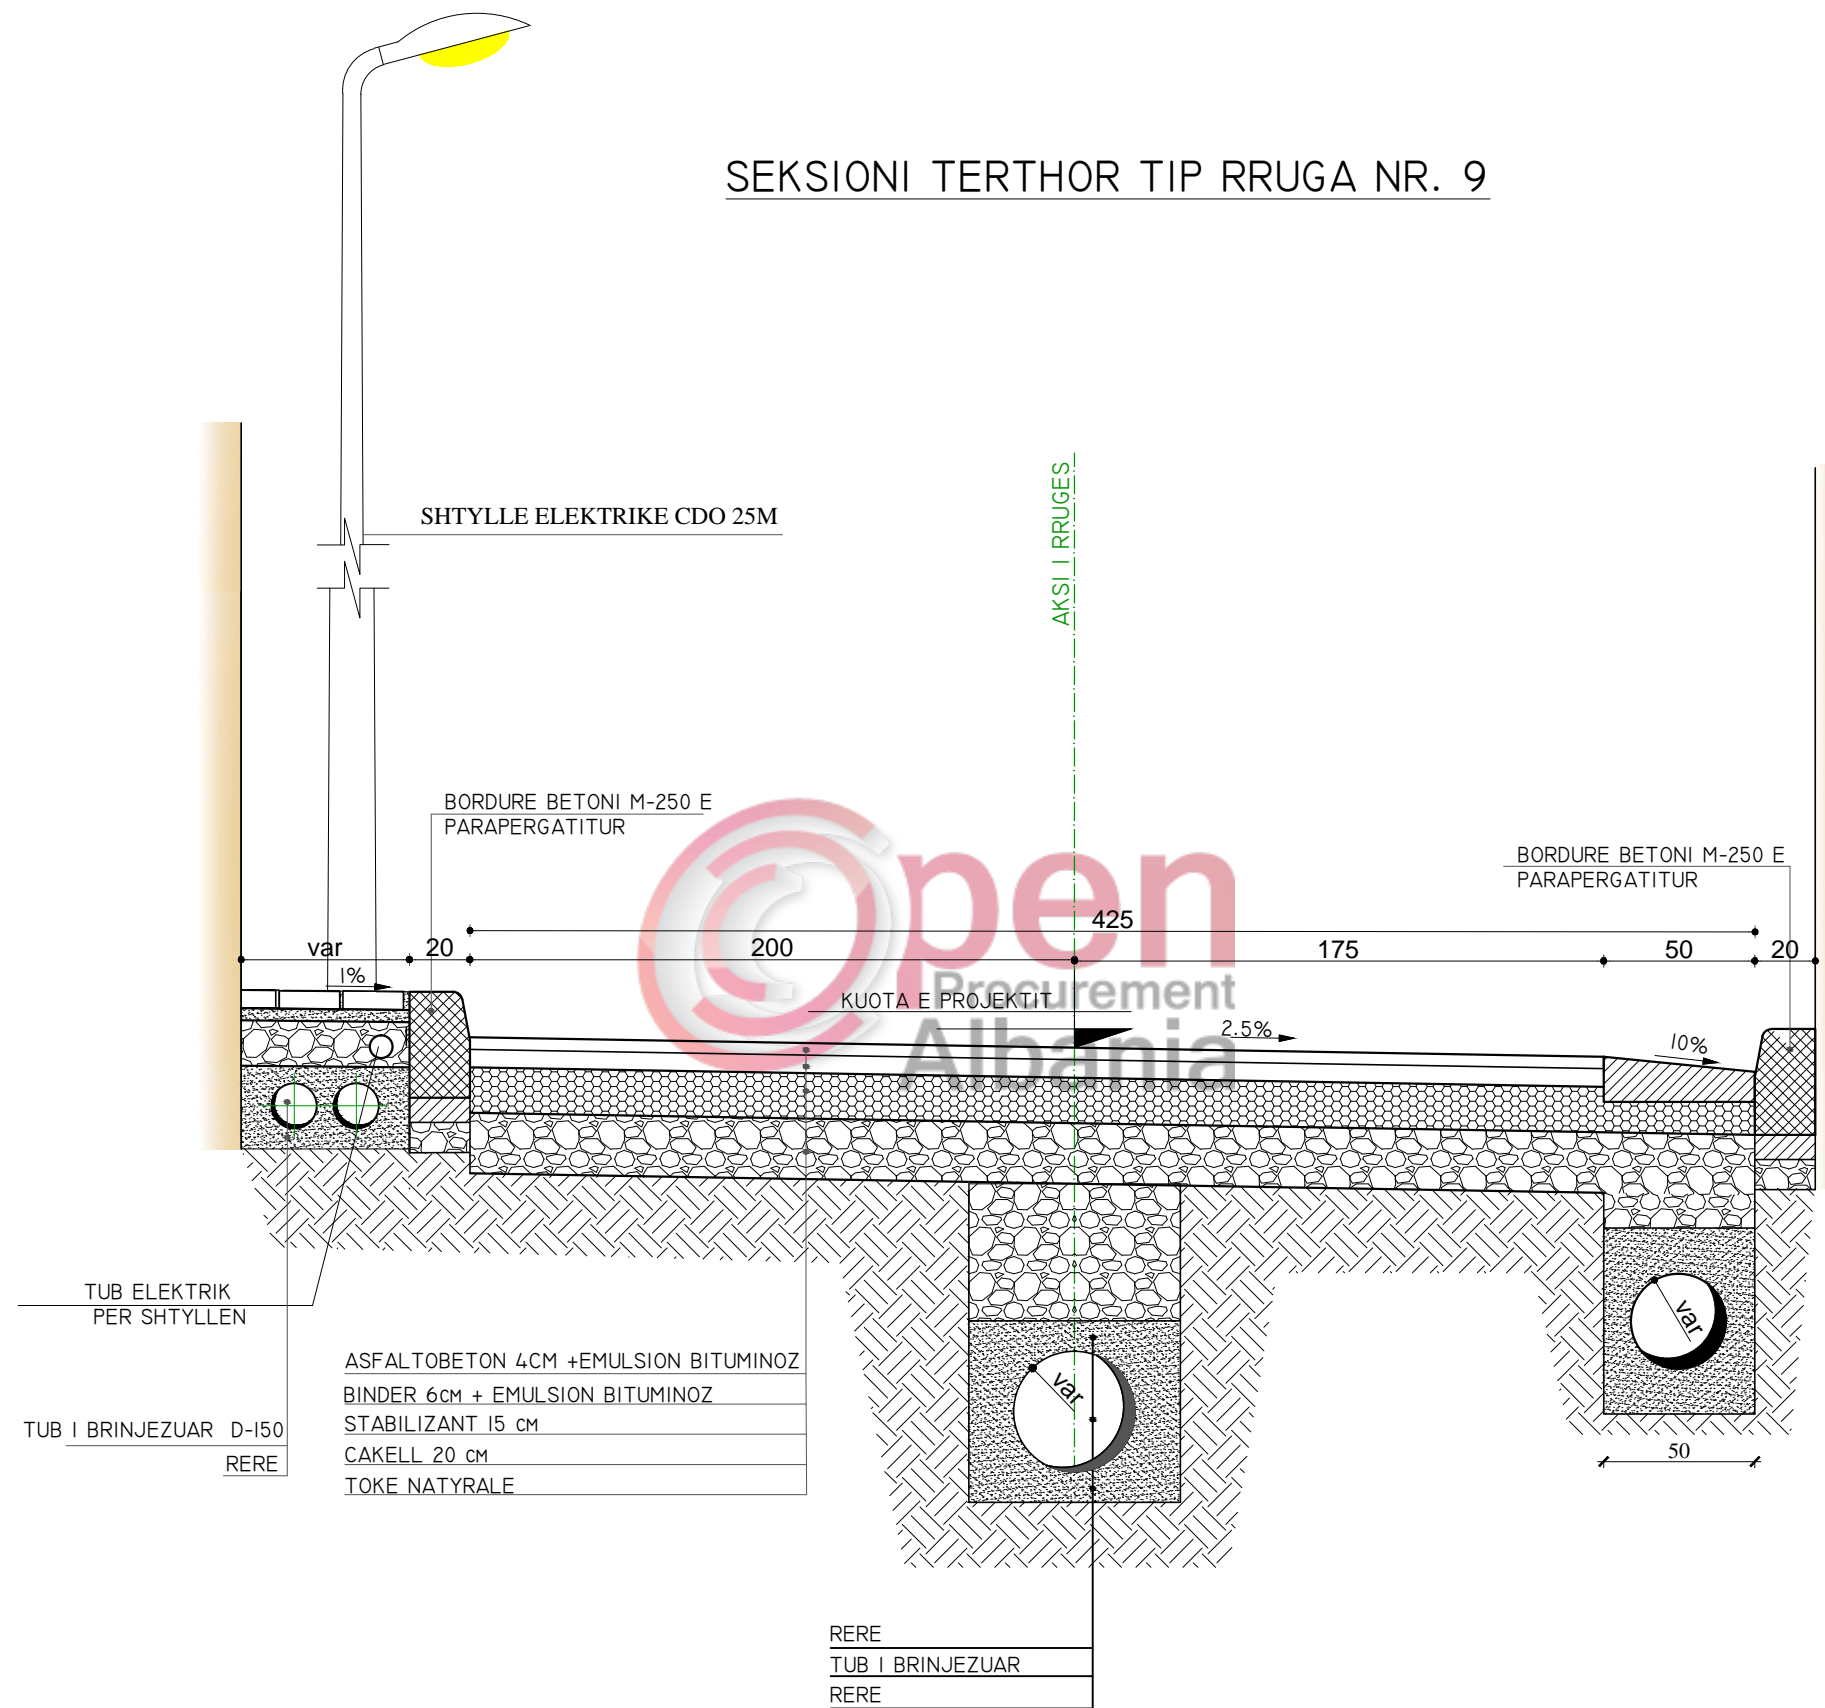 SEKSIONI TERTHOR TIP RRUGA NR. 9
SHTYLLE ELEKTRIKE CDO 25M
AKSI I RRUGES
BORDURE BETONI M-250 E
PARAPERGATITUR
BORDURE BETONI M-250 E
PARAPERGATITUR
Open
Procurement
Albania
425
var 20 200 175 50 20
1%
KUOTA E PROJEKTIT
2.5%
10%
TUB ELEKTRIK
PER SHTYLLEN
var
var
ASFALTOBETON 4CM +EMULSION BITUMINOZ
BINDER 6CM + EMULSION BITUMINOZ
STABILIZANT 15 CM
CAKELL 20 CM
TOKE NATYRALE
TUB I BRINJEZUAR D-150
RERE
50
RERE
TUB I BRINJEZUAR
RERE